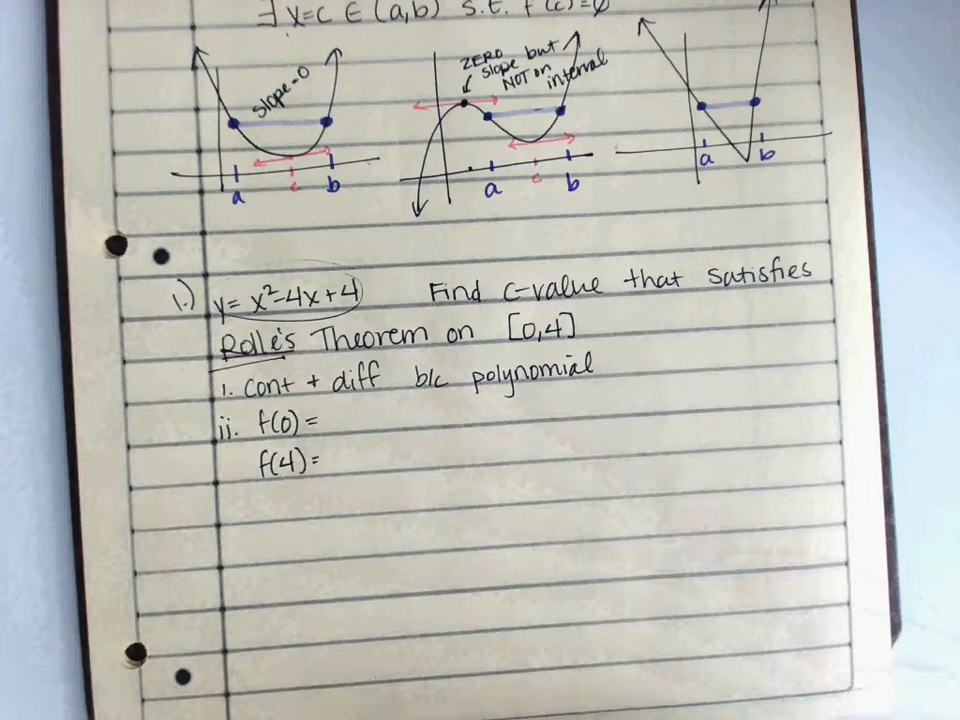 ∃ x=c ∈ (a,b) s.t. f'(c)=0
slope=0
a c b
ZERO
slope but
NOT on
interval
a c b
a b
1.) y= x²-4x+4 Find c-value that satisfies
Rolle's Theorem on [0,4]
i. cont + diff b/c polynomial
ii. f(0)=
f(4)=